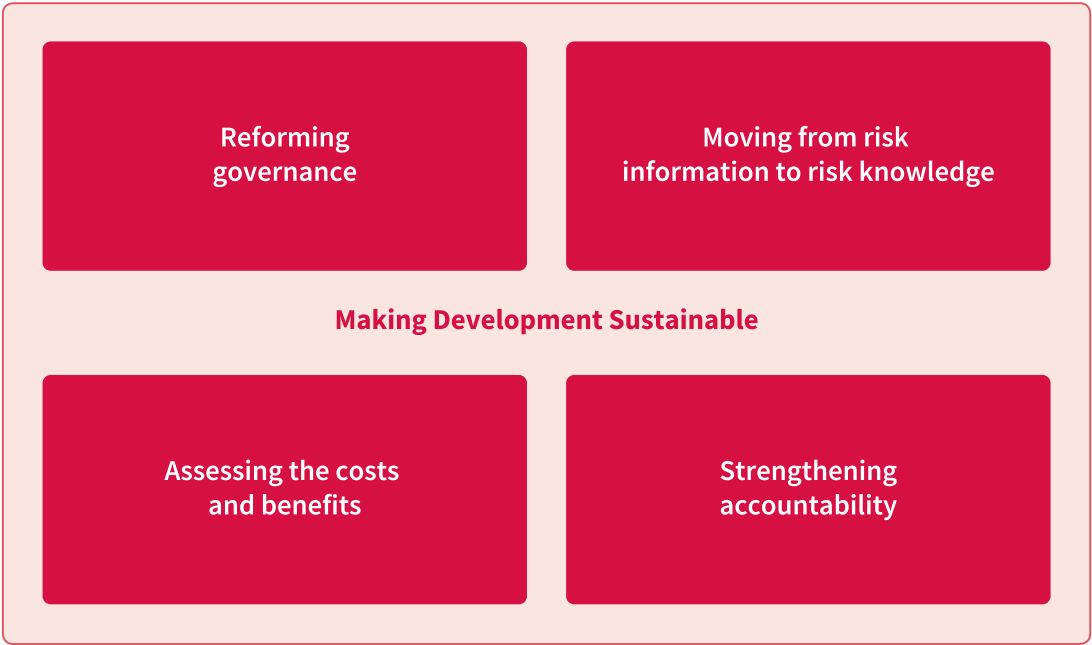 Reforming
governance
Moving from risk
information to risk knowledge
Making Development Sustainable
Assessing the costs
and benefits
Strengthening
accountability